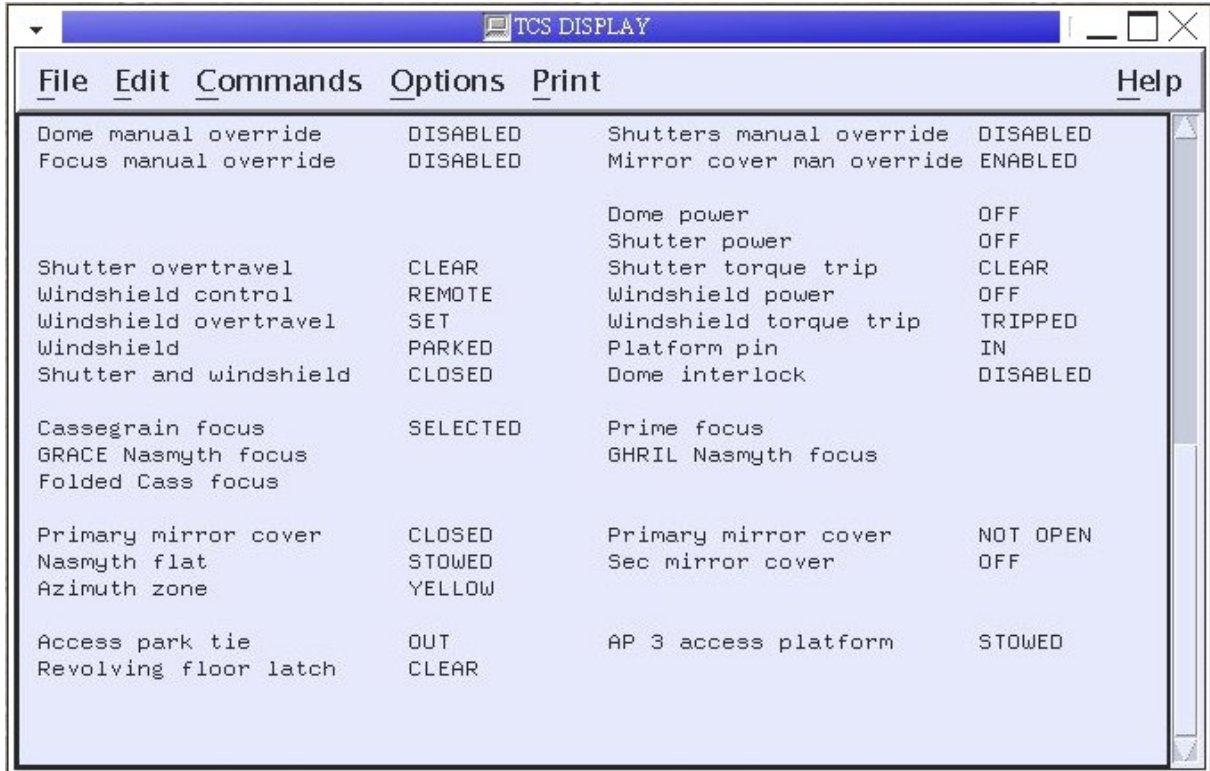 TCS DISPLAY
File Edit Commands Options Print Help
Dome manual override DISABLED Shutters manual override DISABLED
Focus manual override DISABLED Mirror cover man override ENABLED
Dome power OFF
Shutter power OFF
Shutter overtravel CLEAR Shutter torque trip CLEAR
Windshield control REMOTE Windshield power OFF
Windshield overtravel SET Windshield torque trip TRIPPED
Windshield PARKED Platform pin IN
Shutter and windshield CLOSED Dome interlock DISABLED
Cassegrain focus SELECTED Prime focus
GRACE Nasmyth focus GHRIL Nasmyth focus
Folded Cass focus
Primary mirror cover CLOSED Primary mirror cover NOT OPEN
Nasmyth flat STOWED Sec mirror cover OFF
Azimuth zone YELLOW
Access park tie OUT AP 3 access platform STOWED
Revolving floor latch CLEAR